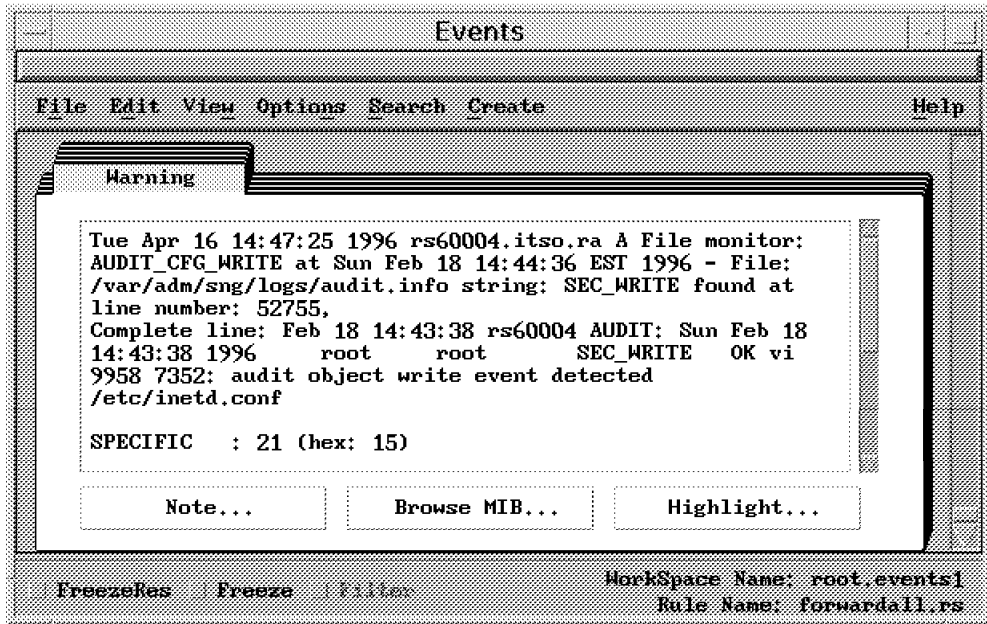 Events
File Edit View Options Search Create Help
Warning
Tue Apr 16 14:47:25 1996 rs60004.itso.ra A File monitor:
AUDIT_CFG_WRITE at Sun Feb 18 14:44:36 EST 1996 - File:
/var/adm/sng/logs/audit.info string: SEC_WRITE found at
line number: 52755,
Complete line: Feb 18 14:43:38 rs60004 AUDIT: Sun Feb 18
14:43:38 1996 root root SEC_WRITE OK vi
9958 7352: audit object write event detected
/etc/inetd.conf
SPECIFIC : 21 (hex: 15)
Note... Browse MIB... Highlight...
FreezeRes Freeze Filter
WorkSpace Name: root.events1
Rule Name: forwardall.rs